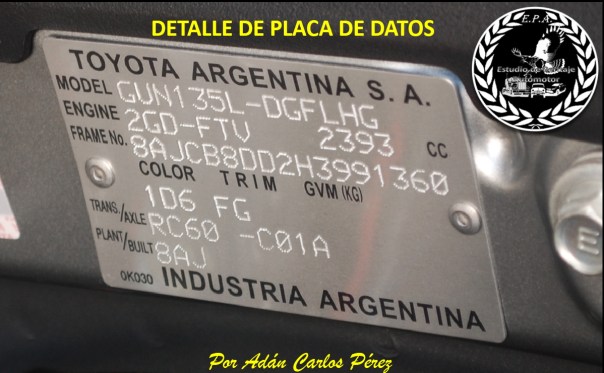 DETALLE DE PLACA DE DATOS
E.P.A.
TOYOTA ARGENTINA S. A.
MODEL GUN135L-DGFLHG
ENGINE 2GD-FTV 2393 CC
FRAME No. 8AJCB8DD2H3991360
COLOR TRIM GVM (KG)
1D6 FG
TRANS/AXLE RC60 -C01A
PLANT/BUILT 8AJ
0K030 INDUSTRIA ARGENTINA
Por Adán Carlos Pérez